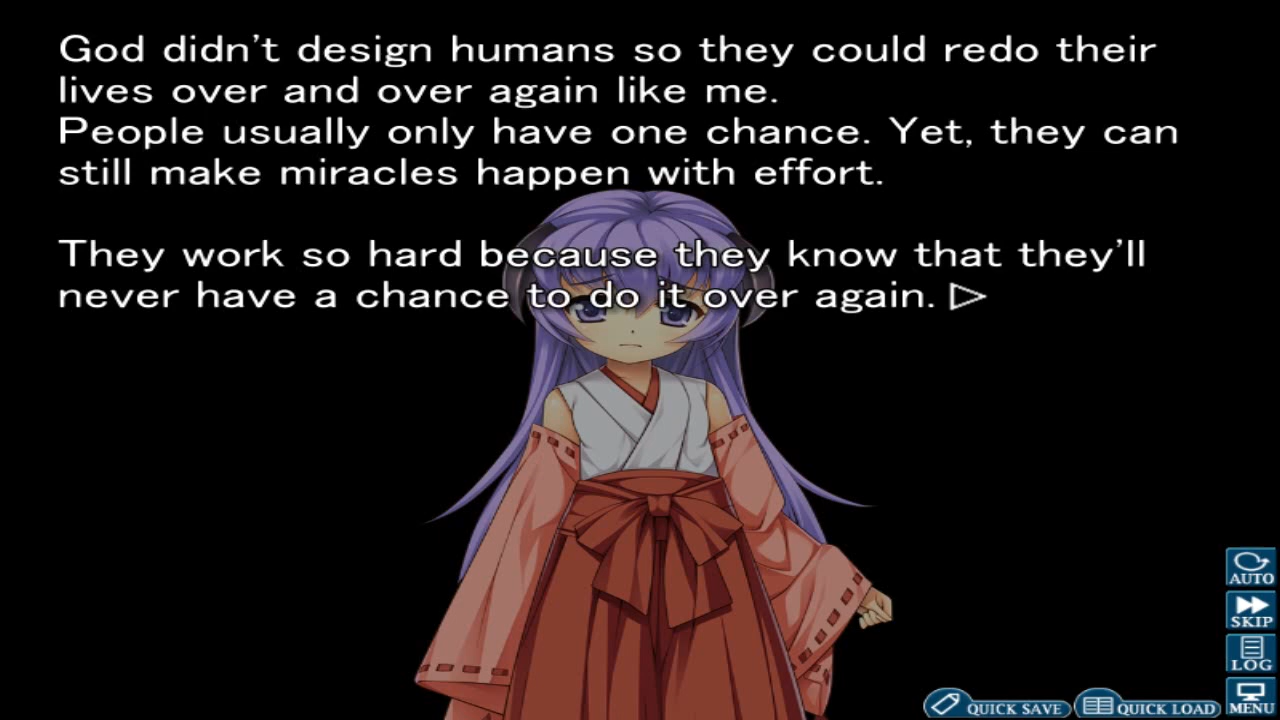 God didn't design humans so they could redo their
lives over and over again like me.
People usually only have one chance. Yet, they can
still make miracles happen with effort.
They work so hard because they know that they'll
never have a chance to do it over again.
AUTO
SKIP
LOG
QUICK SAVE
QUICK LOAD
MENU